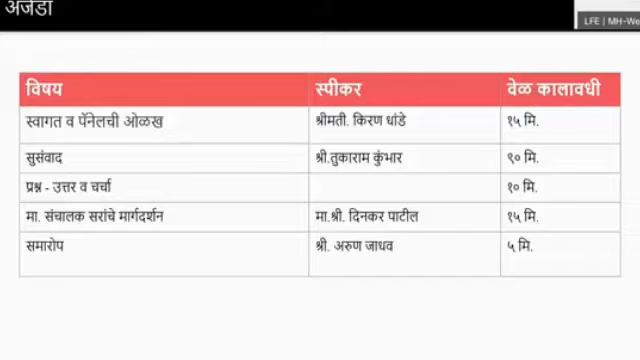 अजेंडा
LFE | MH-We
विषय स्पीकर वेळ कालावधी
स्वागत व पॅनेलची ओळख श्रीमती. किरण धांडे १५ मि.
सुसंवाद श्री.तुकाराम कुंभार ९० मि.
प्रश्न - उत्तर व चर्चा १० मि.
मा. संचालक सरांचे मार्गदर्शन मा.श्री. दिनकर पाटील १५ मि.
समारोप श्री. अरुण जाधव ५ मि.